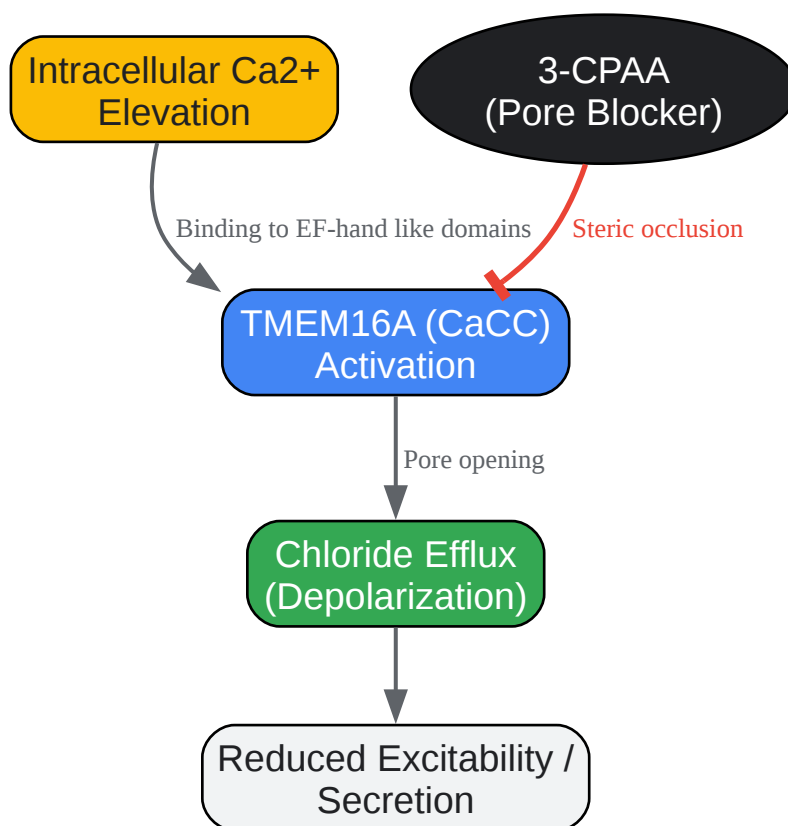 Intracellular Ca2+
Elevation
3-CPAA
(Pore Blocker)
Binding to EF-hand like domains
Steric occlusion
TMEM16A (CaCC)
Activation
Pore opening
Chloride Efflux
(Depolarization)
Reduced Excitability /
Secretion